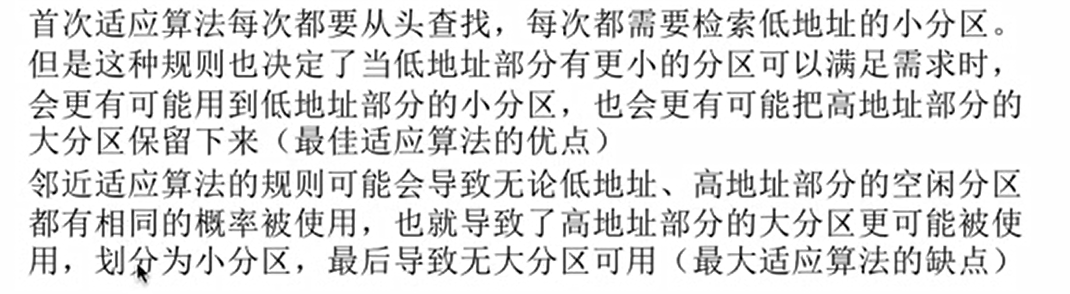 首次适应算法每次都要从头查找，每次都需要检索低地址的小分区。
但是这种规则也决定了当低地址部分有更小的分区可以满足需求时，
会更有可能用到低地址部分的小分区，也会更有可能把高地址部分的
大分区保留下来（最佳适应算法的优点）
邻近适应算法的规则可能会导致无论低地址、高地址部分的空闲分区
都有相同的概率被使用，也就导致了高地址部分的大分区更可能被使
用，划分为小分区，最后导致无大分区可用（最大适应算法的缺点）